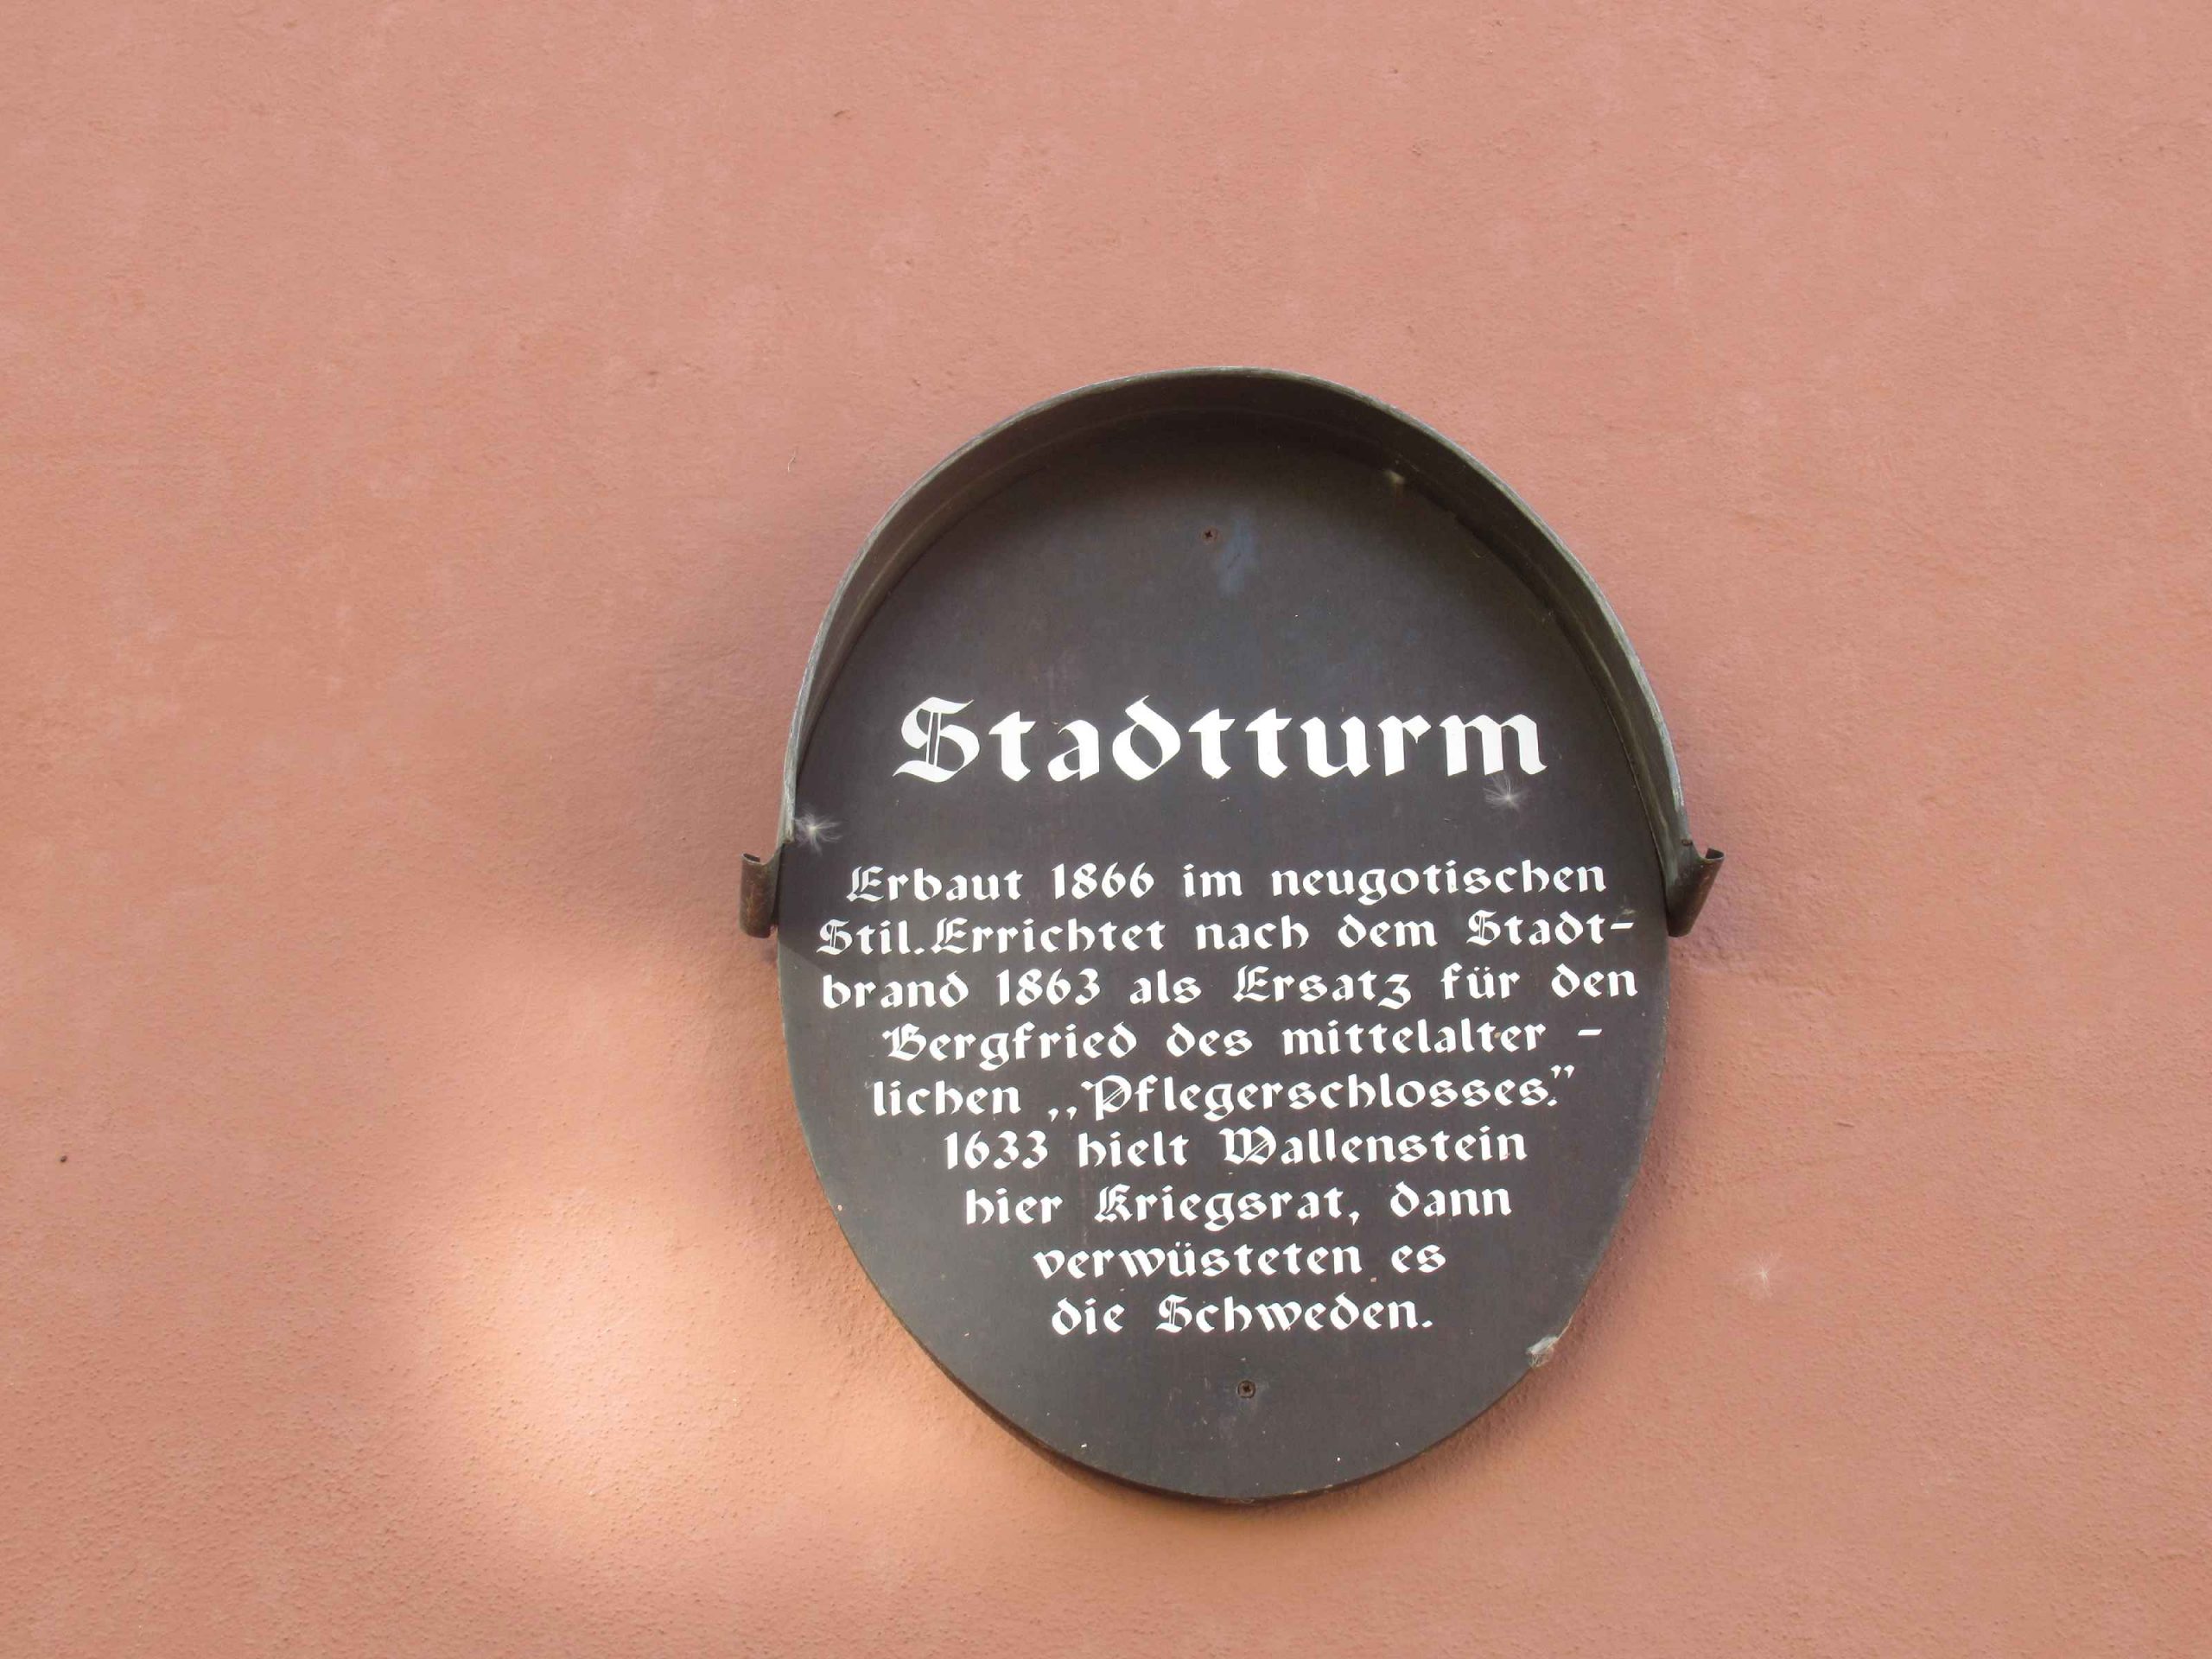 Stadtturm
Erbaut 1866 im neugotischen
Stil. Errichtet nach dem Stadt-
brand 1863 als Ersatz für den
Bergfried des mittelalter -
lichen „Pflegerschlosses.”
1633 hielt Wallenstein
hier Kriegsrat, dann
verwüsteten es
die Schweden.